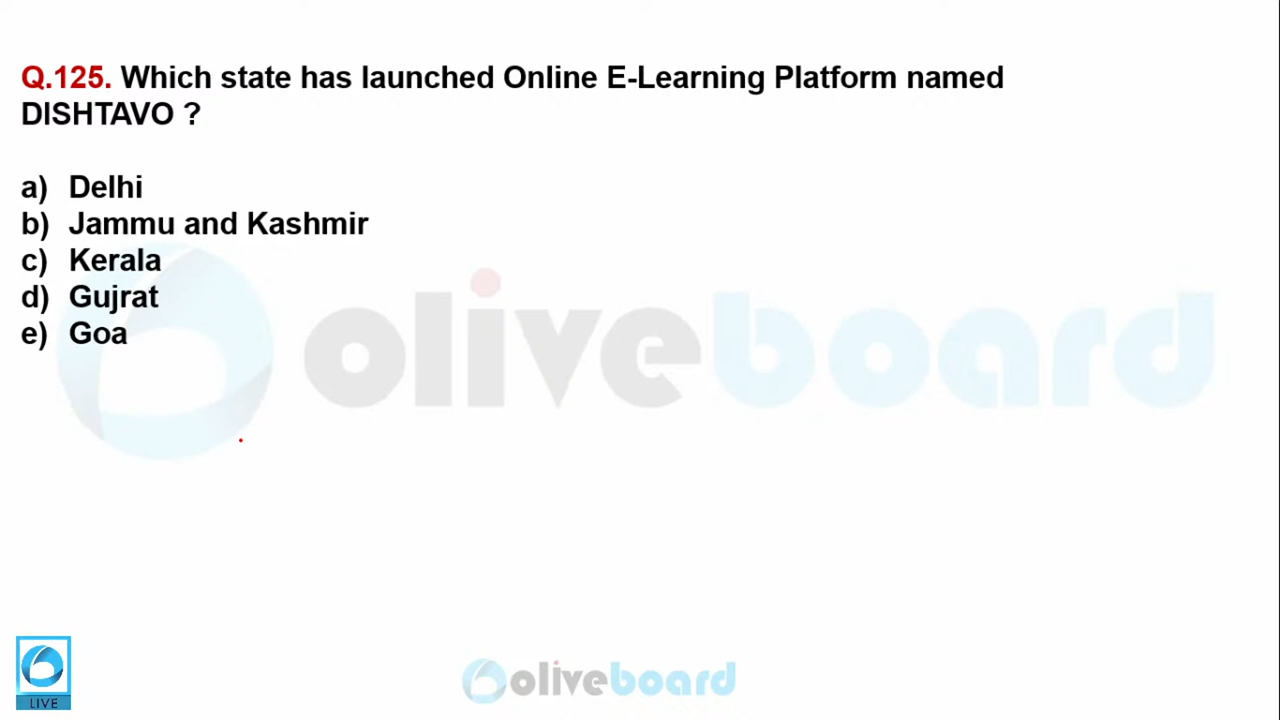 Q.125. Which state has launched Online E-Learning Platform named
DISHTAVO ?
a) Delhi
b) Jammu and Kashmir
c) Kerala
d) Gujrat
e) Goa
oliveboard
LIVE
oliveboard